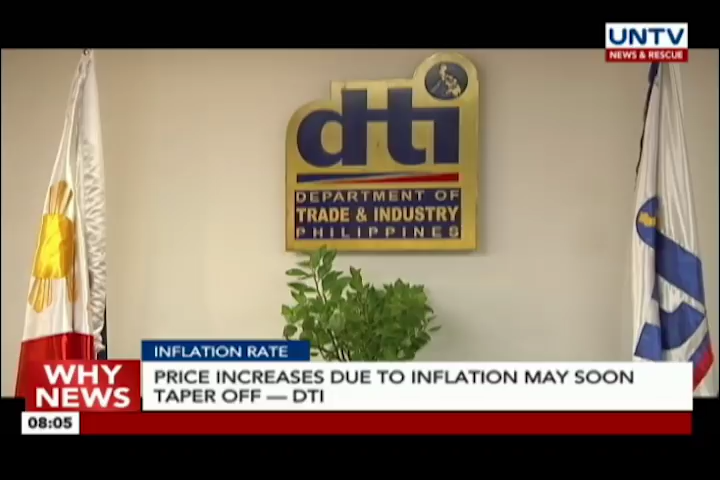 UNTV
NEWS & RESCUE
dti
DEPARTMENT OF
TRADE & INDUSTRY
PHILIPPINES
INFLATION RATE
WHY
NEWS
PRICE INCREASES DUE TO INFLATION MAY SOON
TAPER OFF — DTI
08:05